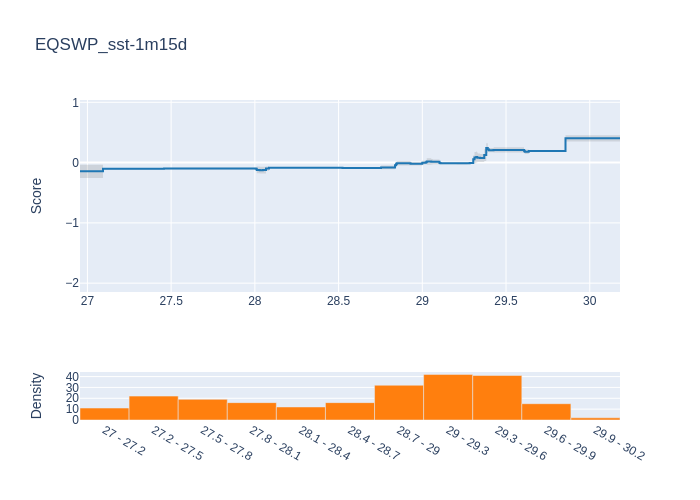 EQSWP_sst-1m15d
Score
1
0
−1
−2
27
27.5
28
28.5
29
29.5
30
Density
40
30
20
10
0
27 - 27.2
27.2 - 27.5
27.5 - 27.8
27.8 - 28.1
28.1 - 28.4
28.4 - 28.7
28.7 - 29
29 - 29.3
29.3 - 29.6
29.6 - 29.9
29.9 - 30.2